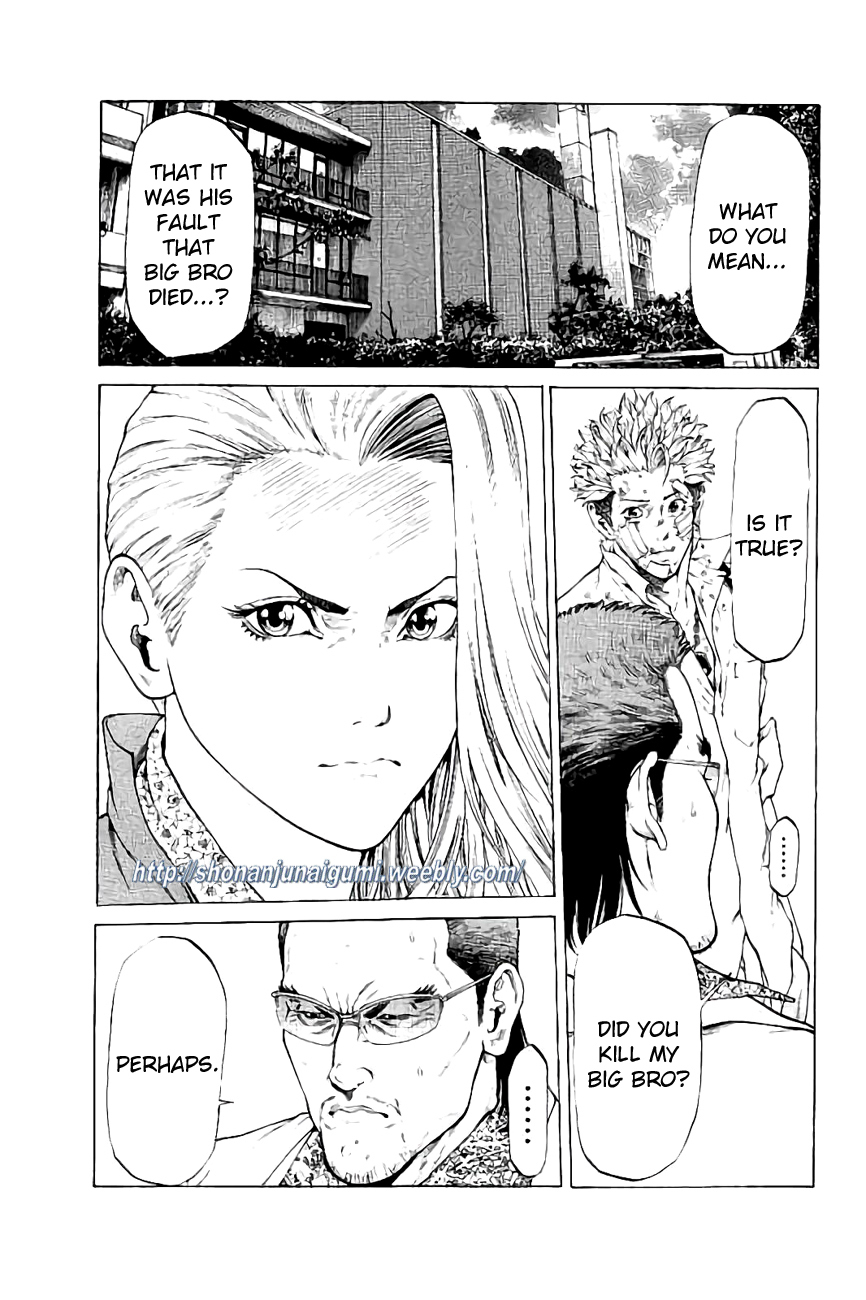 WHAT
DO YOU
MEAN...
THAT IT
WAS HIS
FAULT
THAT
BIG BRO
DIED...?
IS IT
TRUE?
......
DID YOU
KILL MY
BIG BRO?
http://shonanjunaigumi.weebly.com/
......
PERHAPS.